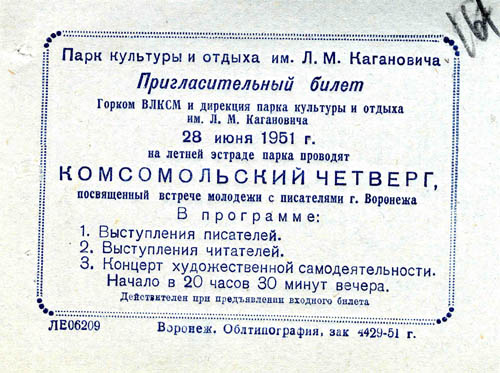 Парк культуры и отдыха им. Л. М. Кагановича
Пригласительный билет
Горком ВЛКСМ и дирекция парка культуры и отдыха
им. Л. М. Кагановича
28 июня 1951 г.
на летней эстраде парка проводят
КОМСОМОЛЬСКИЙ ЧЕТВЕРГ,
посвященный встрече молодежи с писателями г. Воронежа
В программе:
1. Выступления писателей.
2. Выступления читателей.
3. Концерт художественной самодеятельности.
Начало в 20 часов 30 минут вечера.
Действителен при предъявлении входного билета
ЛЕ06209 Воронеж. Облтипография, зак 4429-51 г.